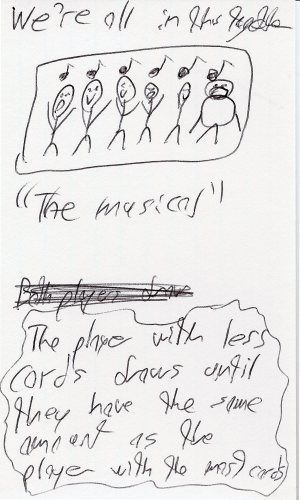 We're all in this together
"The musical"
Both players draw
The player with less
cards draws until
they have the same
amount as the
player with the most cards